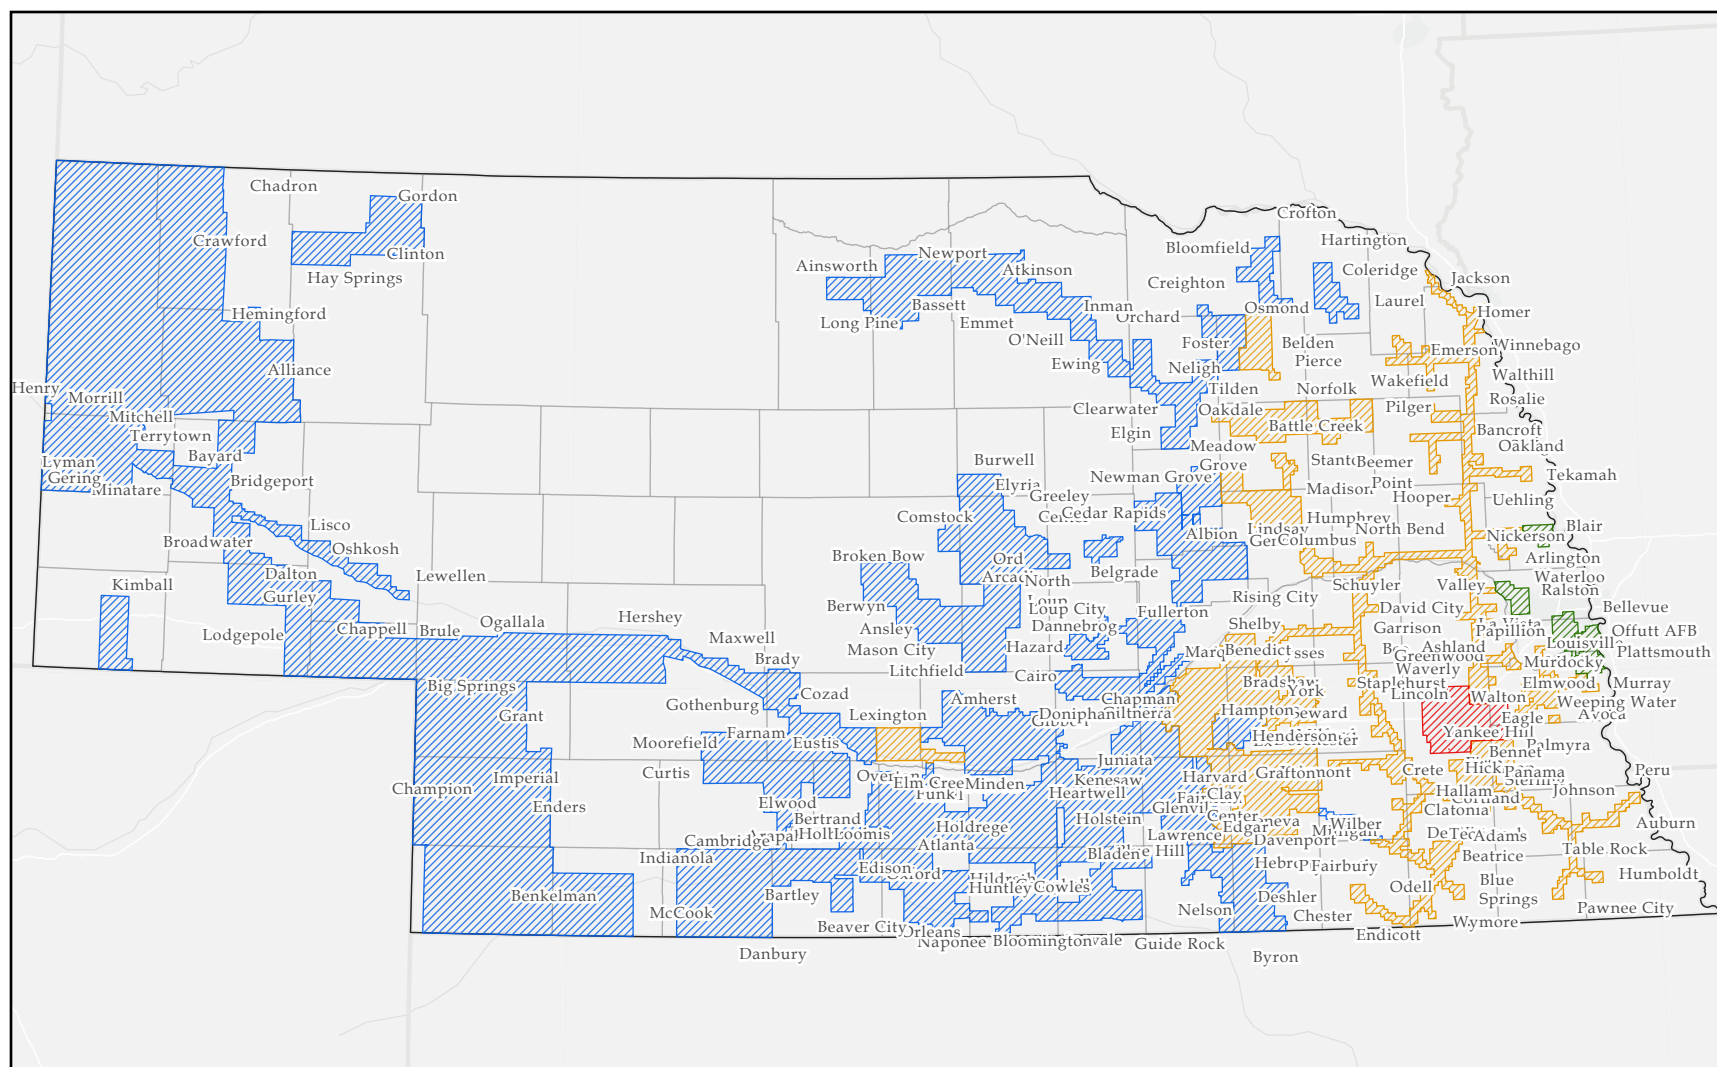 Chadron
Gordon
Crawford
Clinton
Hay Springs
Hemingford
Alliance
Henry
Morrill
Mitchell
Terrytown
Bayard
Lyman
Gering
Minatare
Bridgeport
Lisco
Broadwater
Oshkosh
Dalton
Lewellen
Kimball
Gurley
Lodgepole
Chappell
Brule
Ogallala
Hershey
Maxwell
Brady
Big Springs
Gothenburg
Cozad
Grant
Farnam
Moorefield
Eustis
Curtis
Lexington
Champion
Imperial
Enders
Elwood
Bertrand
Loomis
Cambridge
Indianola
Benkelman
McCook
Bartley
Beaver City
Danbury
Ainsworth
Newport
Atkinson
Bassett
Long Pine
Emmet
O'Neill
Inman
Orchard
Ewing
Clearwater
Elgin
Crofton
Bloomfield
Hartington
Creighton
Coleridge
Jackson
Laurel
Osmond
Homer
Foster
Belden
Pierce
Emerson
Winnebago
Neligh
Tilden
Norfolk
Wakefield
Walthill
Oakdale
Pilger
Rosalie
Battle Creek
Bancroft
Oakland
Meadow
Grove
Beemer
Tekamah
Newman Grove
Madison
Point
Hooper
Uehling
Burwell
Elyria
Greeley
Comstock
Cedar Rapids
Albion
Lindsay
Humphrey
Columbus
North Bend
Nickerson
Blair
Arlington
Broken Bow
Ord
North
Loup
Loup City
Belgrade
Berwyn
Ansley
Mason City
Litchfield
Dannebrog
Hazard
Cairo
Fullerton
Rising City
Schuyler
Valley
Waterloo
Ralston
Shelby
David City
Garrison
Bellevue
Papillion
La Vista
Offutt AFB
Plattsmouth
Benedict
Ashland
Greenwood
Waverly
Murdock
Bradshaw
York
Staplehurst
Lincoln
Walton
Elmwood
Murray
Weeping Water
Avoca
Amherst
Doniphan
Chapman
Hampton
Henderson
Eagle
Yankee Hill
Palmyra
Bennet
Juniata
Kenesaw
Heartwell
Minden
Harvard
Grafton
Crete
Panama
Hallam
Clatonia
Johnson
Peru
Holstein
Clay
Center
Edgar
Lawrence
Davenport
Wilber
Adams
Auburn
Holdrege
Atlanta
Bladen
Fairbury
Beatrice
Table Rock
Humboldt
Edison
Huntley
Cowles
Deshler
Odell
Blue
Springs
Pawnee City
Nelson
Chester
Wymore
Endicott
Naponee
Bloomington
Guide Rock
Byron